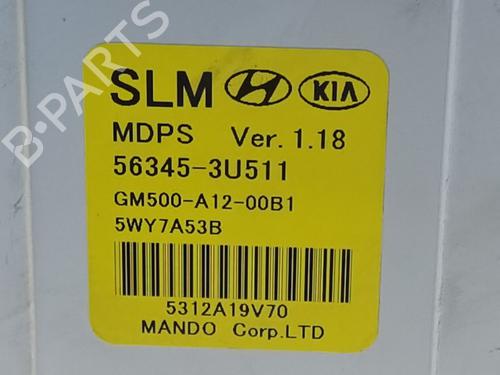 SLM H KIA
MDPS Ver. 1.18
56345-3U511
GM500-A12-00B1
5WY7A53B
5312A19V70
MANDO Corp.LTD
B-PARTS